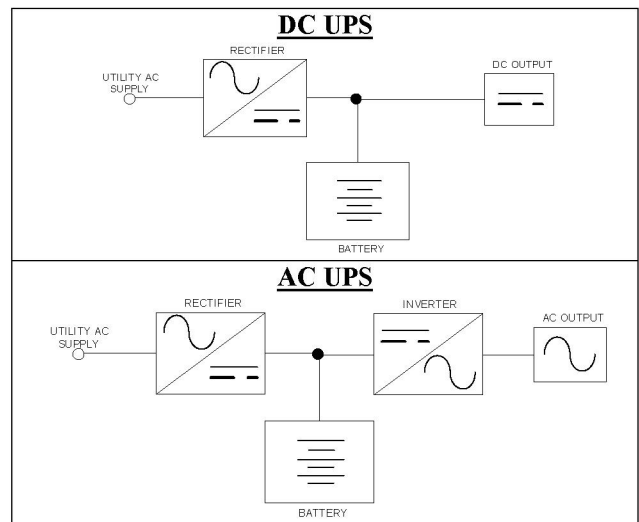 DC UPS
RECTIFIER
UTILITY AC
SUPPLY
DC OUTPUT
BATTERY
AC UPS
RECTIFIER
INVERTER
UTILITY AC
SUPPLY
AC OUTPUT
BATTERY